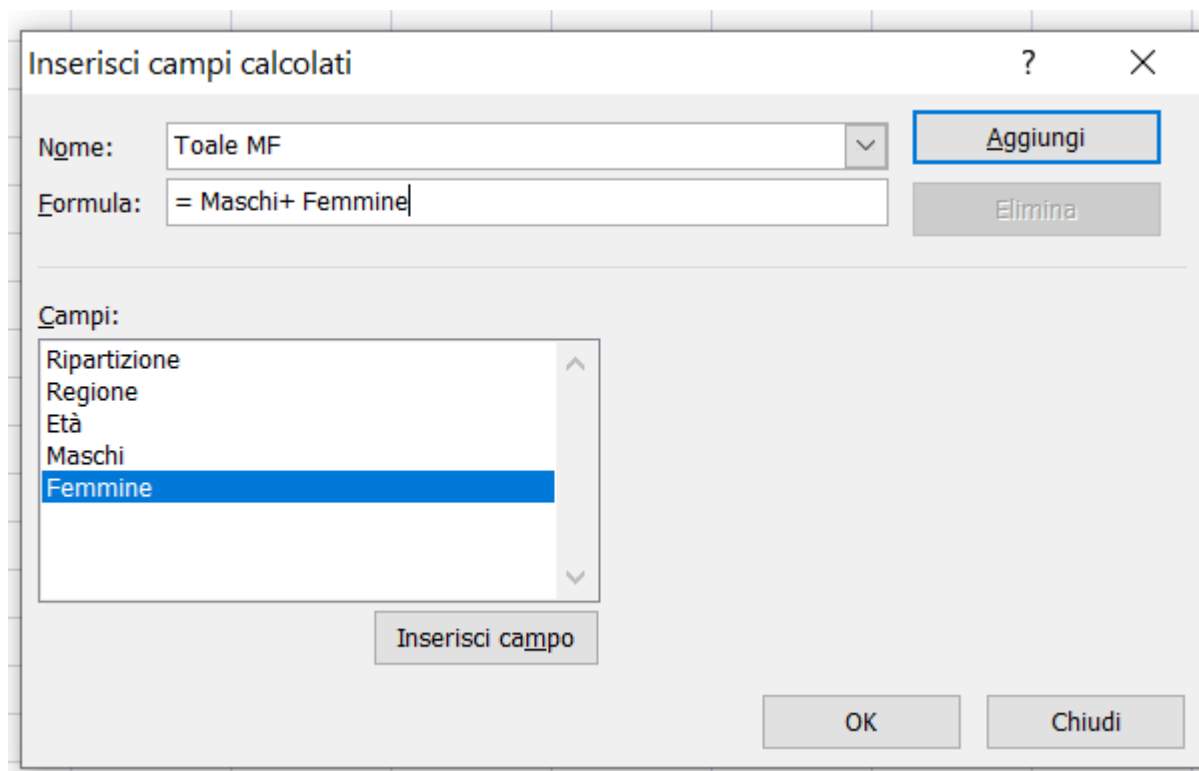 Inserisci campi calcolati
?
Nome:
Toale MF
Aggiungi
Formula:
= Maschi+ Femmine
Elimina
Campi:
Ripartizione
Regione
Età
Maschi
Femmine
Inserisci campo
OK
Chiudi